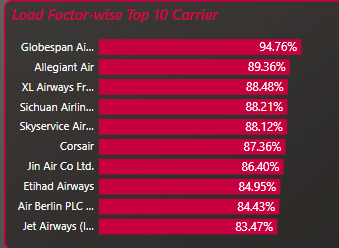 Load Factor-wise Top 10 Carrier
Globespan Ai... 94.76%
Allegiant Air 89.36%
XL Airways Fr... 88.48%
Sichuan Airlin... 88.21%
Skyservice Air... 88.12%
Corsair 87.36%
Jin Air Co Ltd. 86.40%
Etihad Airways 84.95%
Air Berlin PLC ... 84.43%
Jet Airways (I... 83.47%